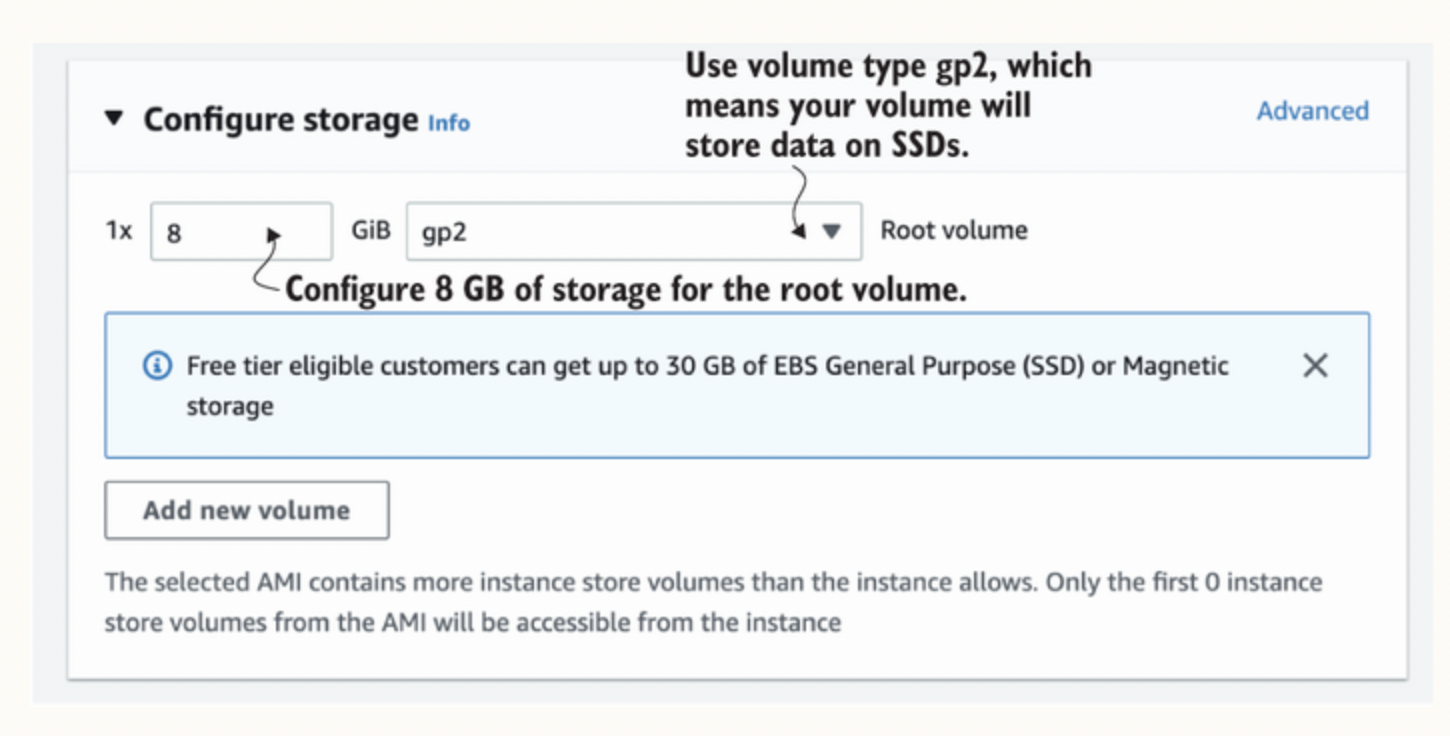 Use volume type gp2, which
means your volume will
store data on SSDs.
Configure storage Info
Advanced
1x 8 GiB gp2 Root volume
Configure 8 GB of storage for the root volume.
Free tier eligible customers can get up to 30 GB of EBS General Purpose (SSD) or Magnetic
storage
Add new volume
The selected AMI contains more instance store volumes than the instance allows. Only the first 0 instance
store volumes from the AMI will be accessible from the instance